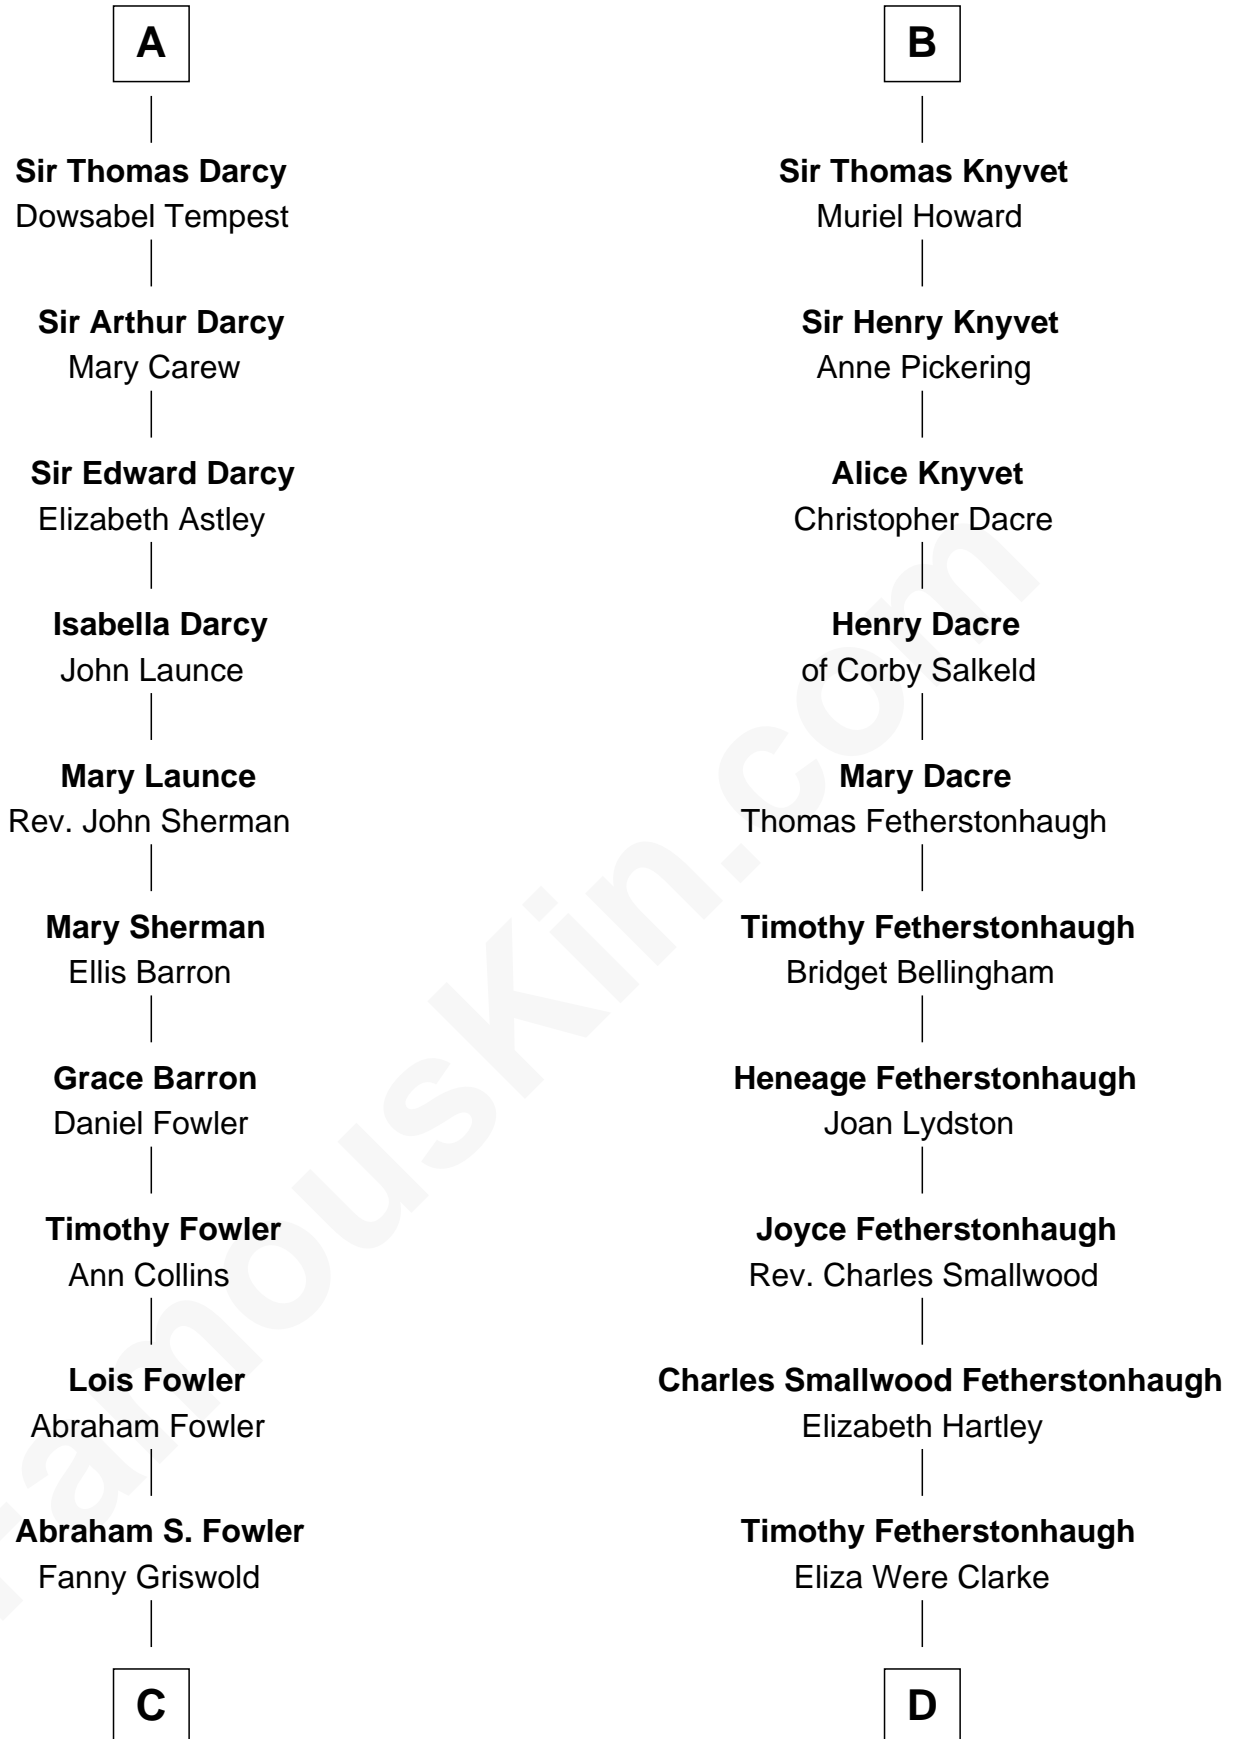 A
Sir Thomas Darcy
Dowsabel Tempest
Sir Arthur Darcy
Mary Carew
Sir Edward Darcy
Elizabeth Astley
Isabella Darcy
John Launce
Mary Launce
Rev. John Sherman
Mary Sherman
Ellis Barron
Grace Barron
Daniel Fowler
Timothy Fowler
Ann Collins
Lois Fowler
Abraham Fowler
Abraham S. Fowler
Fanny Griswold
C
B
Sir Thomas Knyvet
Muriel Howard
Sir Henry Knyvet
Anne Pickering
Alice Knyvet
Christopher Dacre
Henry Dacre
of Corby Salkeld
Mary Dacre
Thomas Fetherstonhaugh
Timothy Fetherstonhaugh
Bridget Bellingham
Heneage Fetherstonhaugh
Joan Lydston
Joyce Fetherstonhaugh
Rev. Charles Smallwood
Charles Smallwood Fetherstonhaugh
Elizabeth Hartley
Timothy Fetherstonhaugh
Eliza Were Clarke
D
FamousKin.com